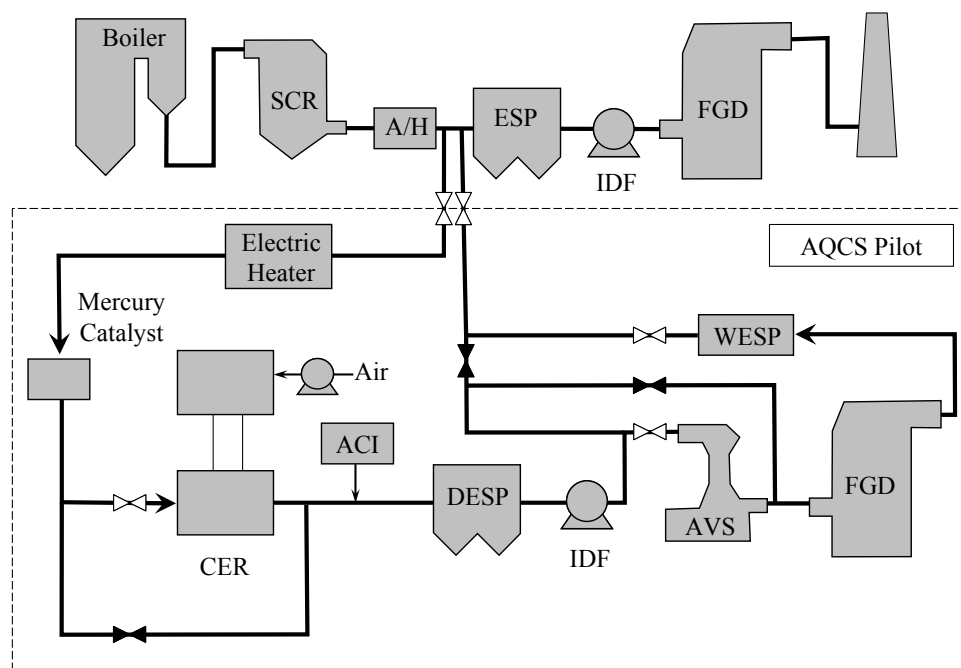 Boiler
SCR
A/H
ESP
IDF
FGD
AQCS Pilot
Electric
Heater
Mercury
Catalyst
WESP
Air
ACI
CER
DESP
IDF
AVS
FGD